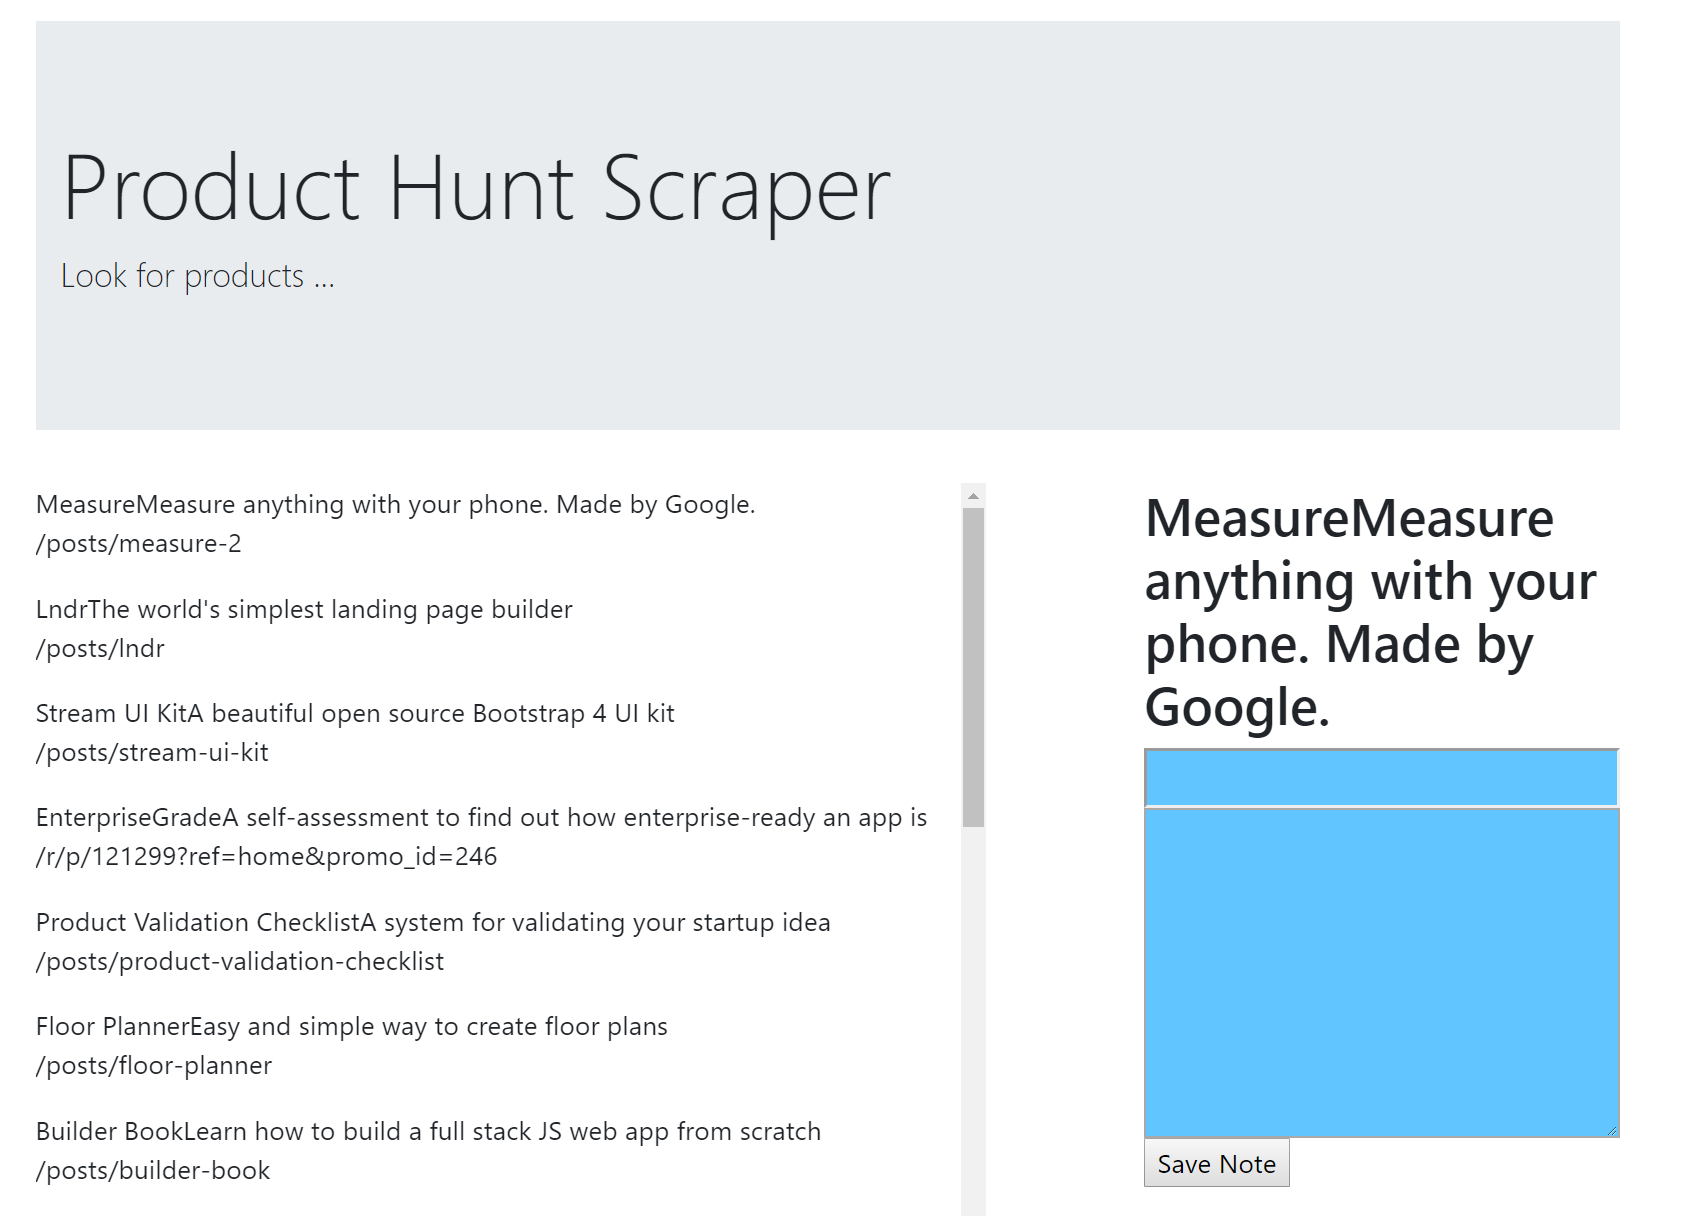 Product Hunt Scraper
Look for products ...
MeasureMeasure anything with your phone. Made by Google.
/posts/measure-2
LndrThe world's simplest landing page builder
/posts/lndr
Stream UI KitA beautiful open source Bootstrap 4 UI kit
/posts/stream-ui-kit
EnterpriseGradeA self-assessment to find out how enterprise-ready an app is
/r/p/121299?ref=home&promo_id=246
Product Validation ChecklistA system for validating your startup idea
/posts/product-validation-checklist
Floor PlannerEasy and simple way to create floor plans
/posts/floor-planner
Builder BookLearn how to build a full stack JS web app from scratch
/posts/builder-book
MeasureMeasure
anything with your
phone. Made by
Google.
Save Note